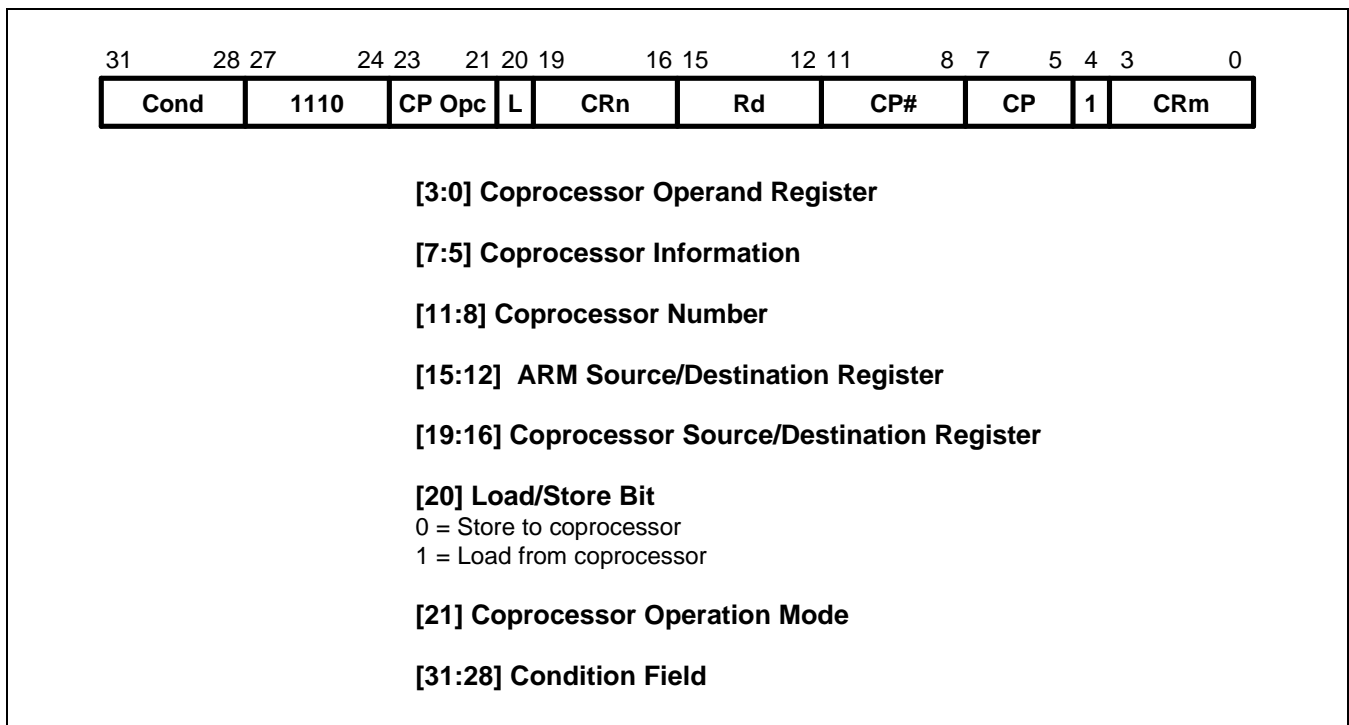 31 28 27 24 23 21 20 19 16 15 12 11 8 7 5 4 3 0
Cond 1110 CP Opc L CRn Rd CP# CP 1 CRm
[3:0] Coprocessor Operand Register
[7:5] Coprocessor Information
[11:8] Coprocessor Number
[15:12] ARM Source/Destination Register
[19:16] Coprocessor Source/Destination Register
[20] Load/Store Bit
0 = Store to coprocessor
1 = Load from coprocessor
[21] Coprocessor Operation Mode
[31:28] Condition Field